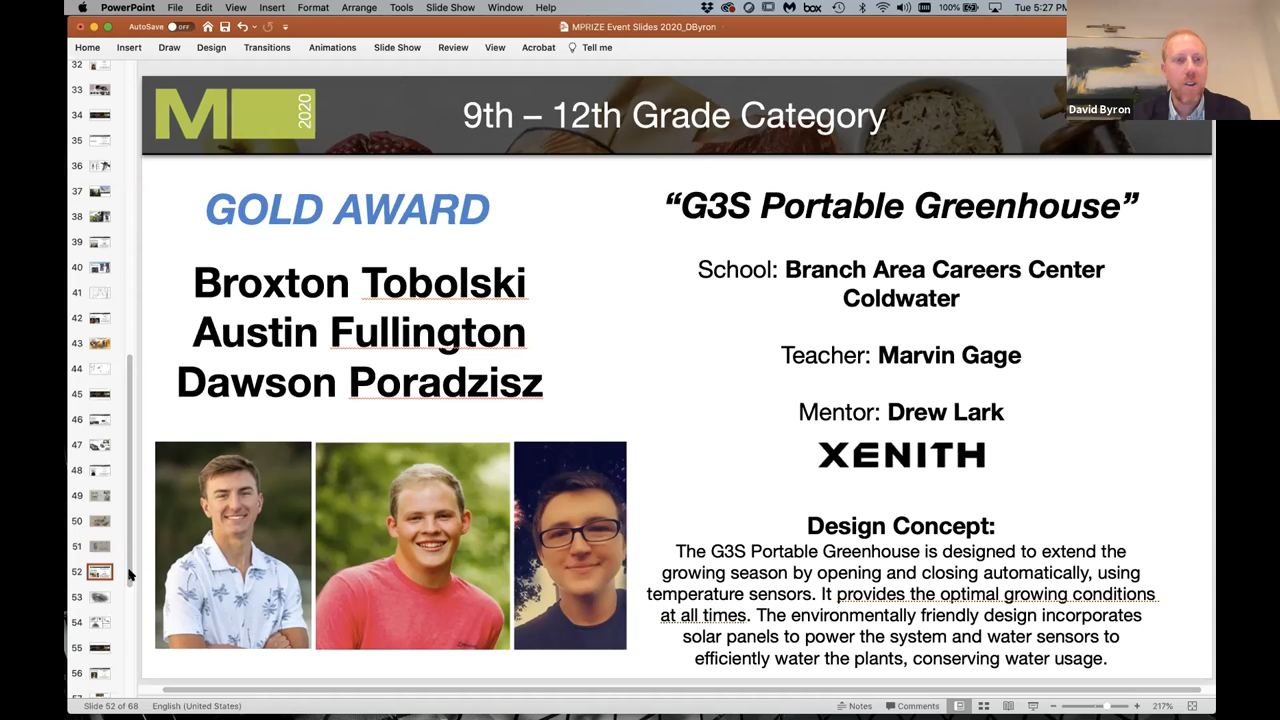 PowerPoint File Edit View Insert Format Arrange Tools Slide Show Window Help
box 100% Tue 5:27 PM
AutoSave OFF
MPRIZE Event Slides 2020_DByron
Home Insert Draw Design Transitions Animations Slide Show Review View Acrobat Tell me
David Byron
32
33
34
35
36
37
38
39
40
41
42
43
44
45
46
47
48
49
50
51
52
53
54
55
56
M 2020
9th – 12th Grade Category
GOLD AWARD
Broxton Tobolski
Austin Fullington
Dawson Poradzisz
“G3S Portable Greenhouse”
School: Branch Area Careers Center
Coldwater
Teacher: Marvin Gage
Mentor: Drew Lark
XENITH
Design Concept:
The G3S Portable Greenhouse is designed to extend the
growing season by opening and closing automatically, using
temperature sensors. It provides the optimal growing conditions
at all times. The environmentally friendly design incorporates
solar panels to power the system and water sensors to
efficiently water the plants, conserving water usage.
Slide 52 of 68 English (United States) Notes Comments 217%